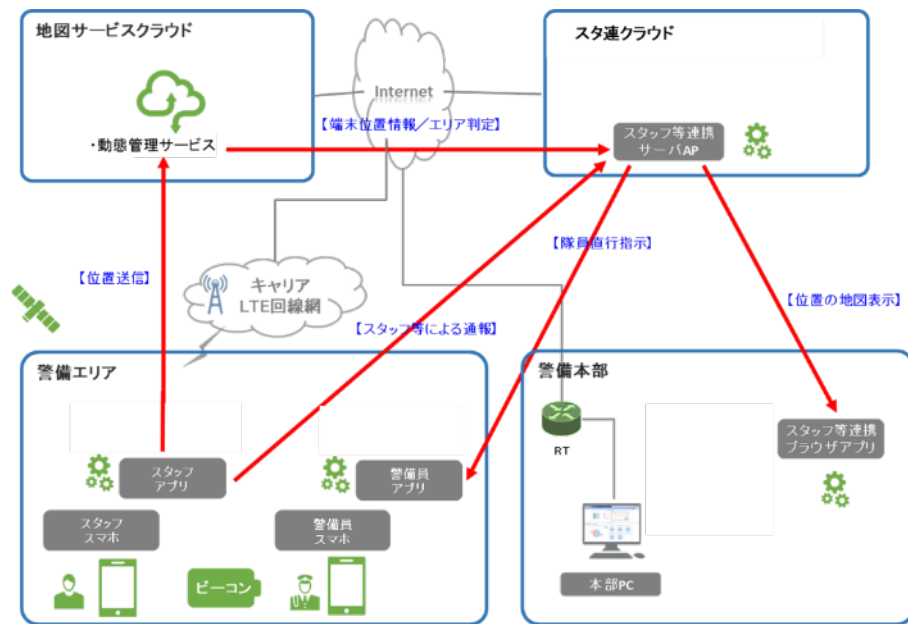 地図サービスクラウド
スタ連クラウド
Internet
【端末位置情報／エリア判定】
スタッフ等連携
サーバAP
・動態管理サービス
【隊員直行指示】
【位置送信】
キャリア
LTE回線網
【位置の地図表示】
【スタッフ等による通報】
警備エリア
警備本部
スタッフ等連携
ブラウザアプリ
RT
スタッフ
アプリ
警備員
アプリ
スタッフ
スマホ
警備員
スマホ
ビーコン
本部PC